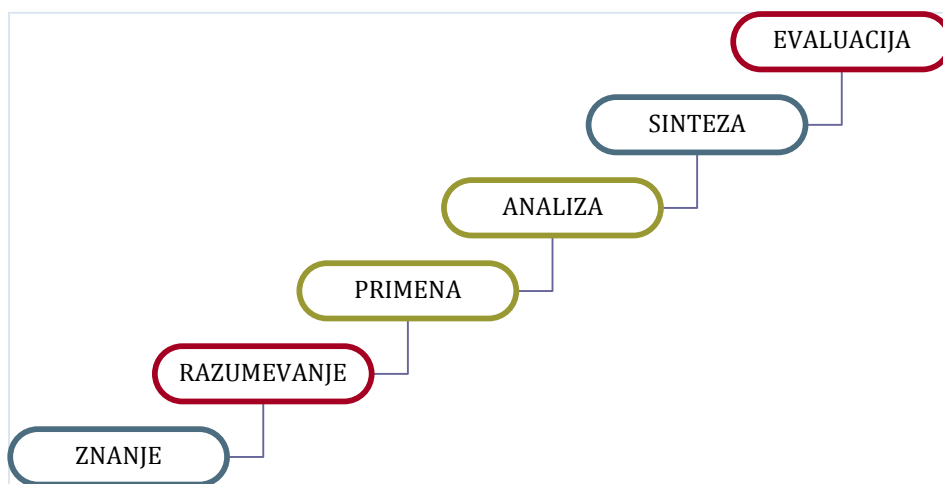 EVALUACIJA
SINTEZA
ANALIZA
PRIMENA
RAZUMEVANJE
ZNANJE